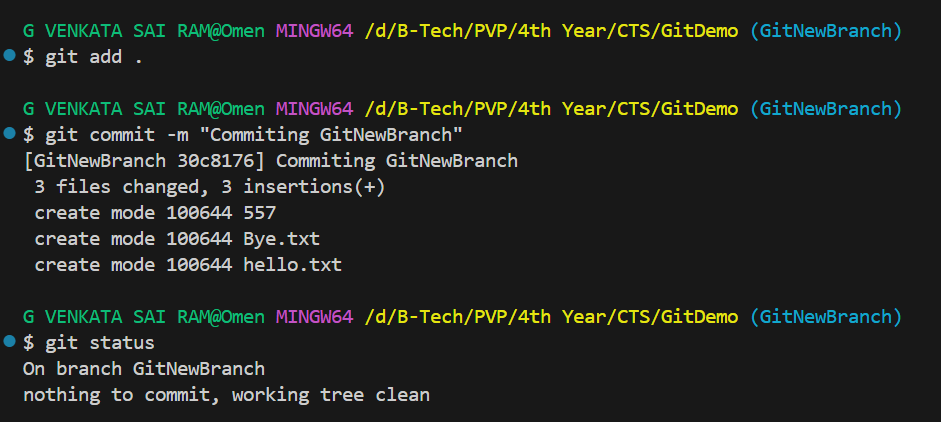 G VENKATA SAI RAM@Omen MINGW64 /d/B-Tech/PVP/4th Year/CTS/GitDemo (GitNewBranch)
$ git add .
G VENKATA SAI RAM@Omen MINGW64 /d/B-Tech/PVP/4th Year/CTS/GitDemo (GitNewBranch)
$ git commit -m "Commiting GitNewBranch"
[GitNewBranch 30c8176] Commiting GitNewBranch
 3 files changed, 3 insertions(+)
 create mode 100644 557
 create mode 100644 Bye.txt
 create mode 100644 hello.txt
G VENKATA SAI RAM@Omen MINGW64 /d/B-Tech/PVP/4th Year/CTS/GitDemo (GitNewBranch)
$ git status
On branch GitNewBranch
nothing to commit, working tree clean